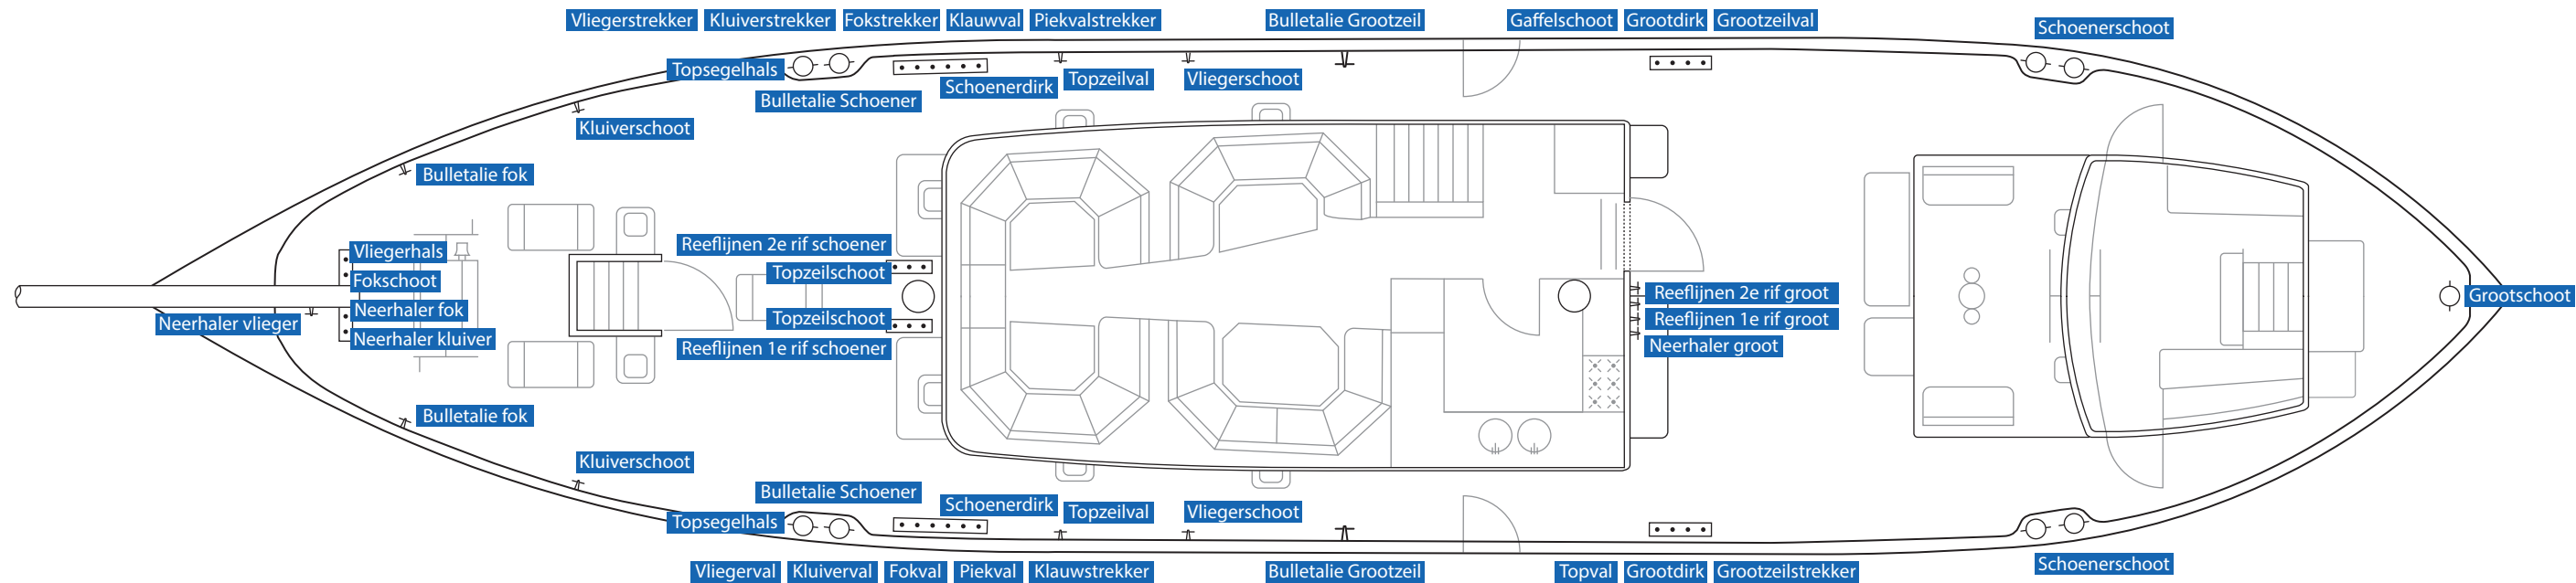 Vliegerstrekker Kluiverstrekker Fokstrekker Klauwval Piekvalstrekker Bulletalie Grootzeil Gaffelschoot Grootdirk Grootzeilval
Schoenerschoot
Topsegelhals
Topzeilval
Vliegerschoot
Schoenerdirk
Bulletalie Schoener
Kluiverschoot
Bulletalie fok
Vliegerhals
Reeflijnen 2e rif schoener
Topzeilschoot
Fokschoot
Reeflijnen 2e rif groot
Grootschoot
Neerhaler fok
Neerhaler vlieger
Topzeilschoot
Reeflijnen 1e rif groot
Neerhaler kluiver
Reeflijnen 1e rif schoener
Neerhaler groot
Bulletalie fok
Kluiverschoot
Bulletalie Schoener
Schoenerdirk
Topzeilval
Vliegerschoot
Topsegelhals
Schoenerschoot
Vliegerval Kluiverval Fokval Piekval Klauwstrekker Bulletalie Grootzeil Topval Grootdirk Grootzeilstrekker